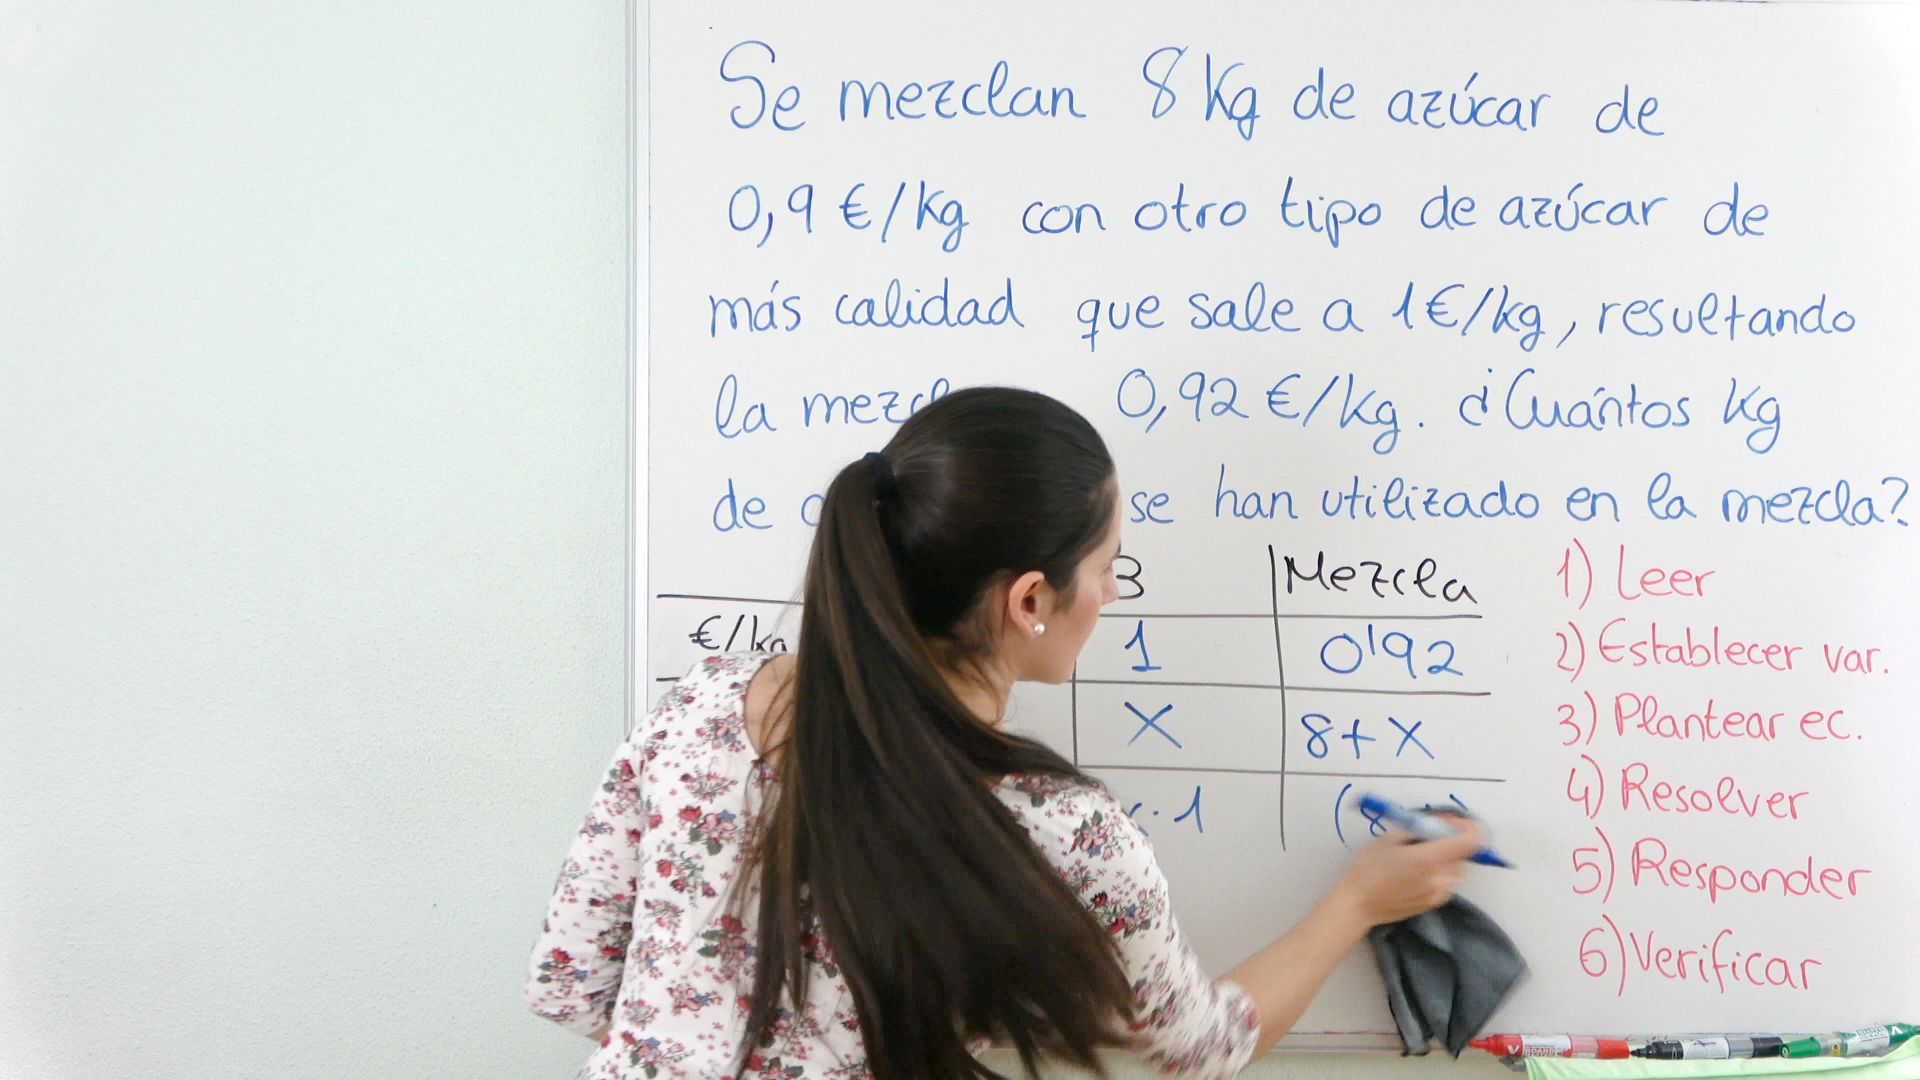 Se mezclan 8 Kg de azúcar de
0,9 €/kg con otro tipo de azúcar de
más calidad que sale a 1€/kg, resultando
la 0,92 €/kg. ¿Cuántos kg
de se han utilizado en la mezcla?
Mezcla
€/kg 1 0'92
X 8+X
· 1
1) Leer
2) Establecer var.
3) Plantear ec.
4) Resolver
5) Responder
6) Verificar